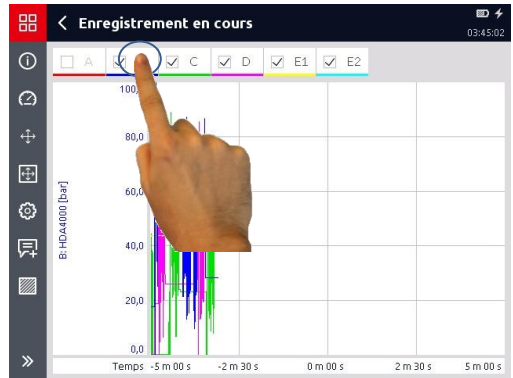 Enregistrement en cours
03:45:02
A C D E1 E2
100,
80,0
60,0
40,0
20,0
0,0
B: HDA4000 [bar]
Temps -5 m 00 s -2 m 30 s 0 m 00 s 2 m 30 s 5 m 00 s